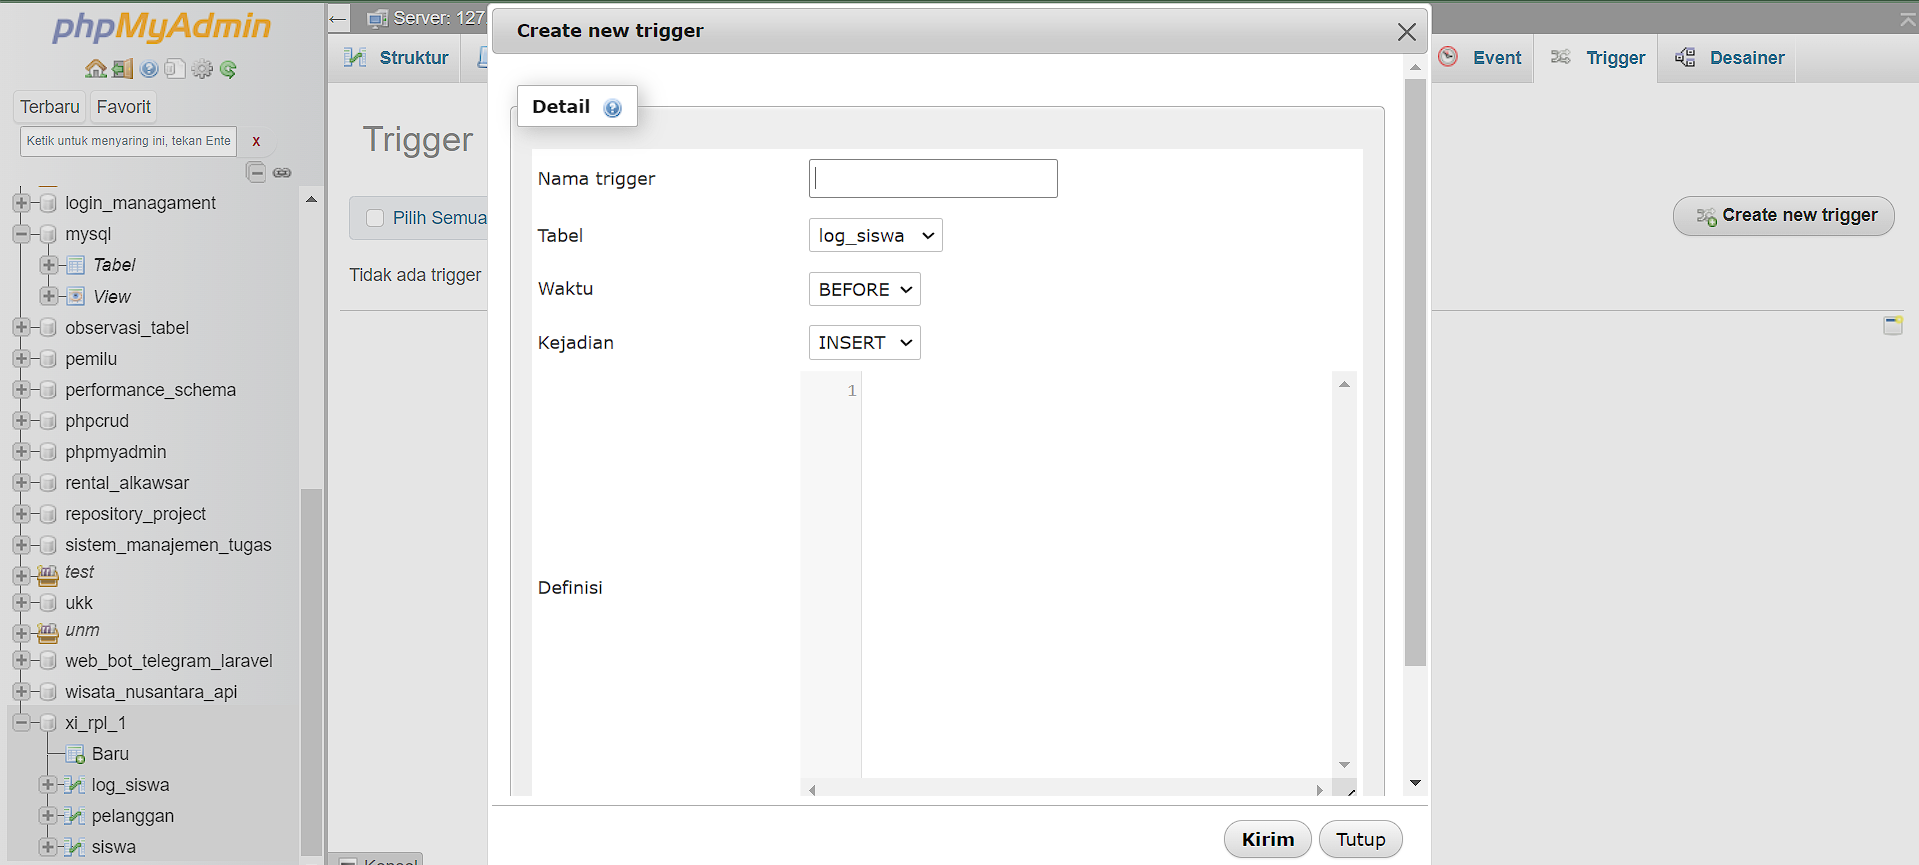 phpMyAdmin
Terbaru
Favorit
Ketik untuk menyaring ini, tekan Ente
X
login_managament
mysql
Tabel
View
observasi_tabel
pemilu
performance_schema
phpcrud
phpmyadmin
rental_alkawsar
repository_project
sistem_manajemen_tugas
test
ukk
unm
web_bot_telegram_laravel
wisata_nusantara_api
xi_rpl_1
Baru
log_siswa
pelanggan
siswa
Server: 127.
Struktur
Event
Trigger
Desainer
Trigger
Pilih Semua
Create new trigger
Tidak ada trigger
Konsol
Create new trigger
Detail
Nama trigger
Tabel
log_siswa
Waktu
BEFORE
Kejadian
INSERT
1
Definisi
Kirim
Tutup